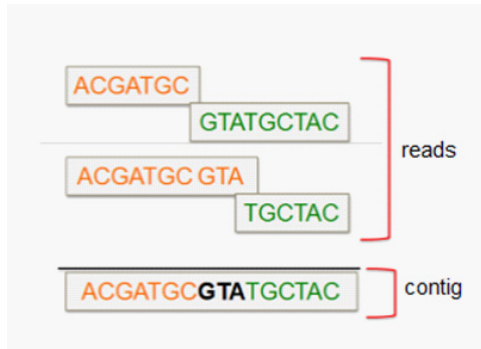 ACGATGC
GTATGCTAC
reads
ACGATGC GTA
TGCTAC
ACGATGCGTATGCTAC
contig